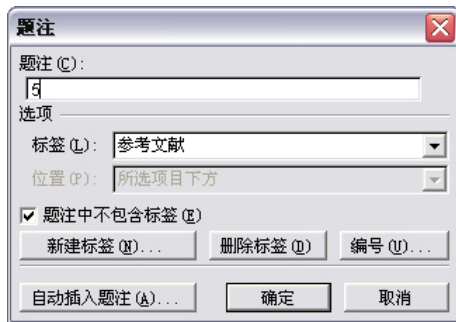 题注
题注(C):
5
选项
标签(L): 参考文献
位置(P): 所选项目下方
题注中不包含标签(E)
新建标签(N)... 删除标签(D) 编号(U)...
自动插入题注(A)... 确定 取消